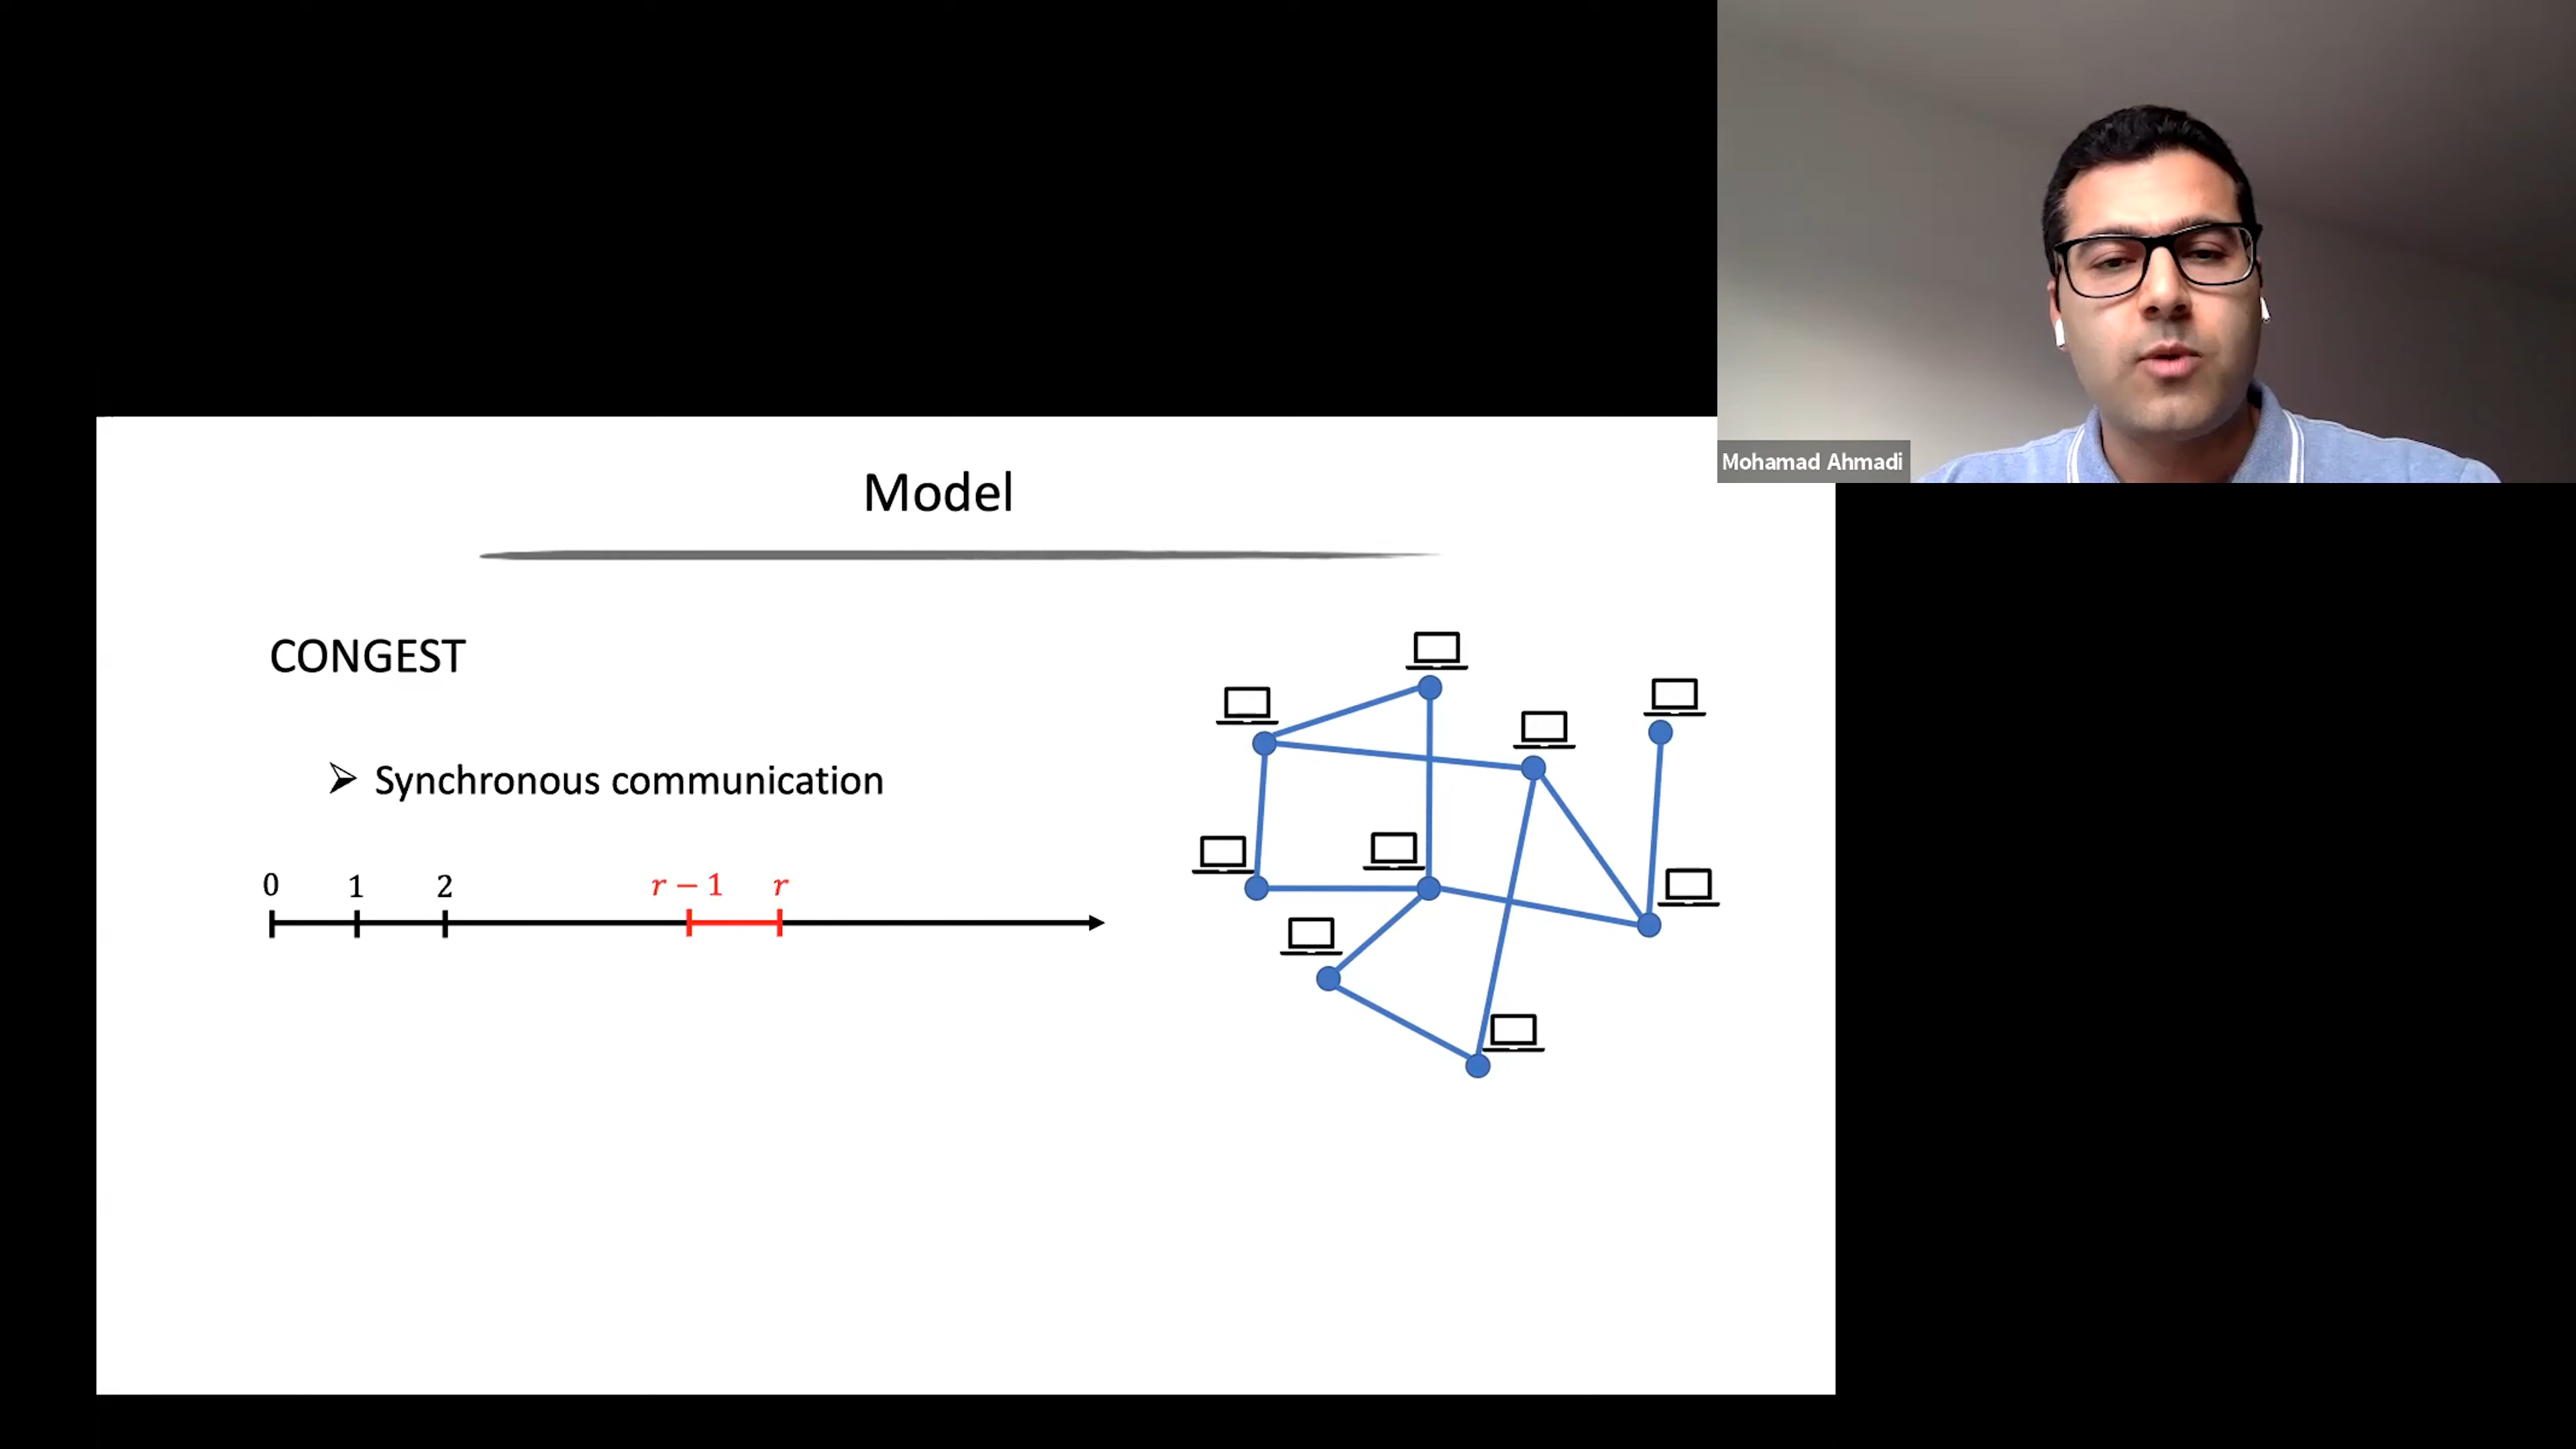 Mohamad Ahmadi
Model
CONGEST
➢ Synchronous communication
0 1 2 r − 1 r